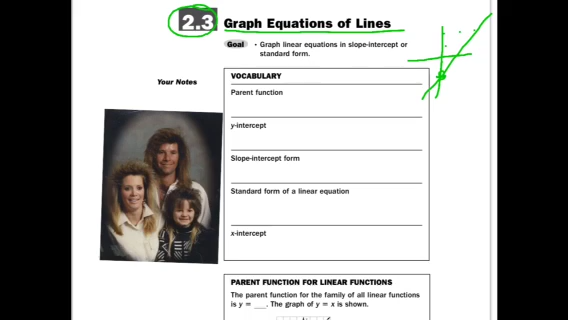 2.3 Graph Equations of Lines
Goal • Graph linear equations in slope-intercept or
standard form.
Your Notes
VOCABULARY
Parent function
y-intercept
Slope-intercept form
Standard form of a linear equation
x-intercept
PARENT FUNCTION FOR LINEAR FUNCTIONS
The parent function for the family of all linear functions
is y = ___. The graph of y = x is shown.